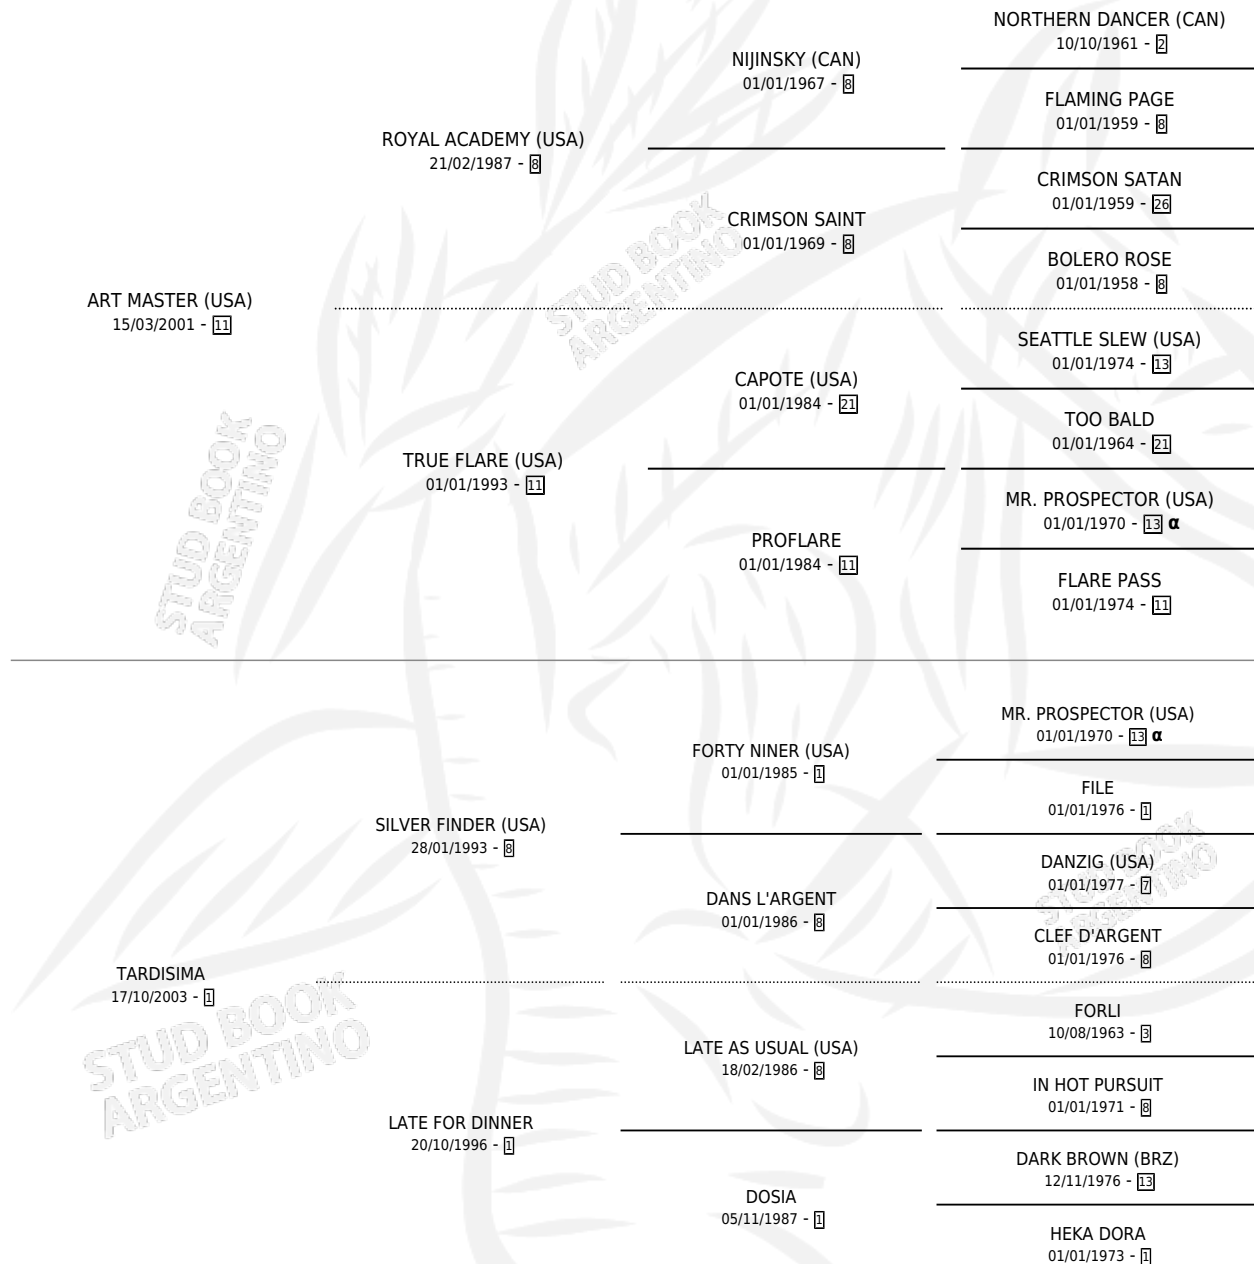 NORTHERN DANCER (CAN)
10/10/1961 - 2
NIJINSKY (CAN)
01/01/1967 - 8
FLAMING PAGE
01/01/1959 - 8
ROYAL ACADEMY (USA)
21/02/1987 - 8
CRIMSON SATAN
01/01/1959 - 26
CRIMSON SAINT
01/01/1969 - 8
BOLERO ROSE
01/01/1958 - 8
ART MASTER (USA)
15/03/2001 - 11
SEATTLE SLEW (USA)
01/01/1974 - 13
CAPOTE (USA)
01/01/1984 - 21
TOO BALD
01/01/1964 - 21
TRUE FLARE (USA)
01/01/1993 - 11
MR. PROSPECTOR (USA)
01/01/1970 - 13 α
PROFLARE
01/01/1984 - 11
FLARE PASS
01/01/1974 - 11
MR. PROSPECTOR (USA)
01/01/1970 - 13 α
FORTY NINER (USA)
01/01/1985 - 1
FILE
01/01/1976 - 1
SILVER FINDER (USA)
28/01/1993 - 8
DANZIG (USA)
01/01/1977 - 7
DANS L'ARGENT
01/01/1986 - 8
CLEF D'ARGENT
01/01/1976 - 8
TARDISIMA
17/10/2003 - 1
FORLI
10/08/1963 - 3
LATE AS USUAL (USA)
18/02/1986 - 8
IN HOT PURSUIT
01/01/1971 - 8
LATE FOR DINNER
20/10/1996 - 1
DARK BROWN (BRZ)
12/11/1976 - 13
DOSIA
05/11/1987 - 1
HEKA DORA
01/01/1973 - 1
STUD BOOK
ARGENTINO
STUD BOOK
ARGENTINO
STUD BOOK
ARGENTINO
STUD BOOK
ARGENTINO